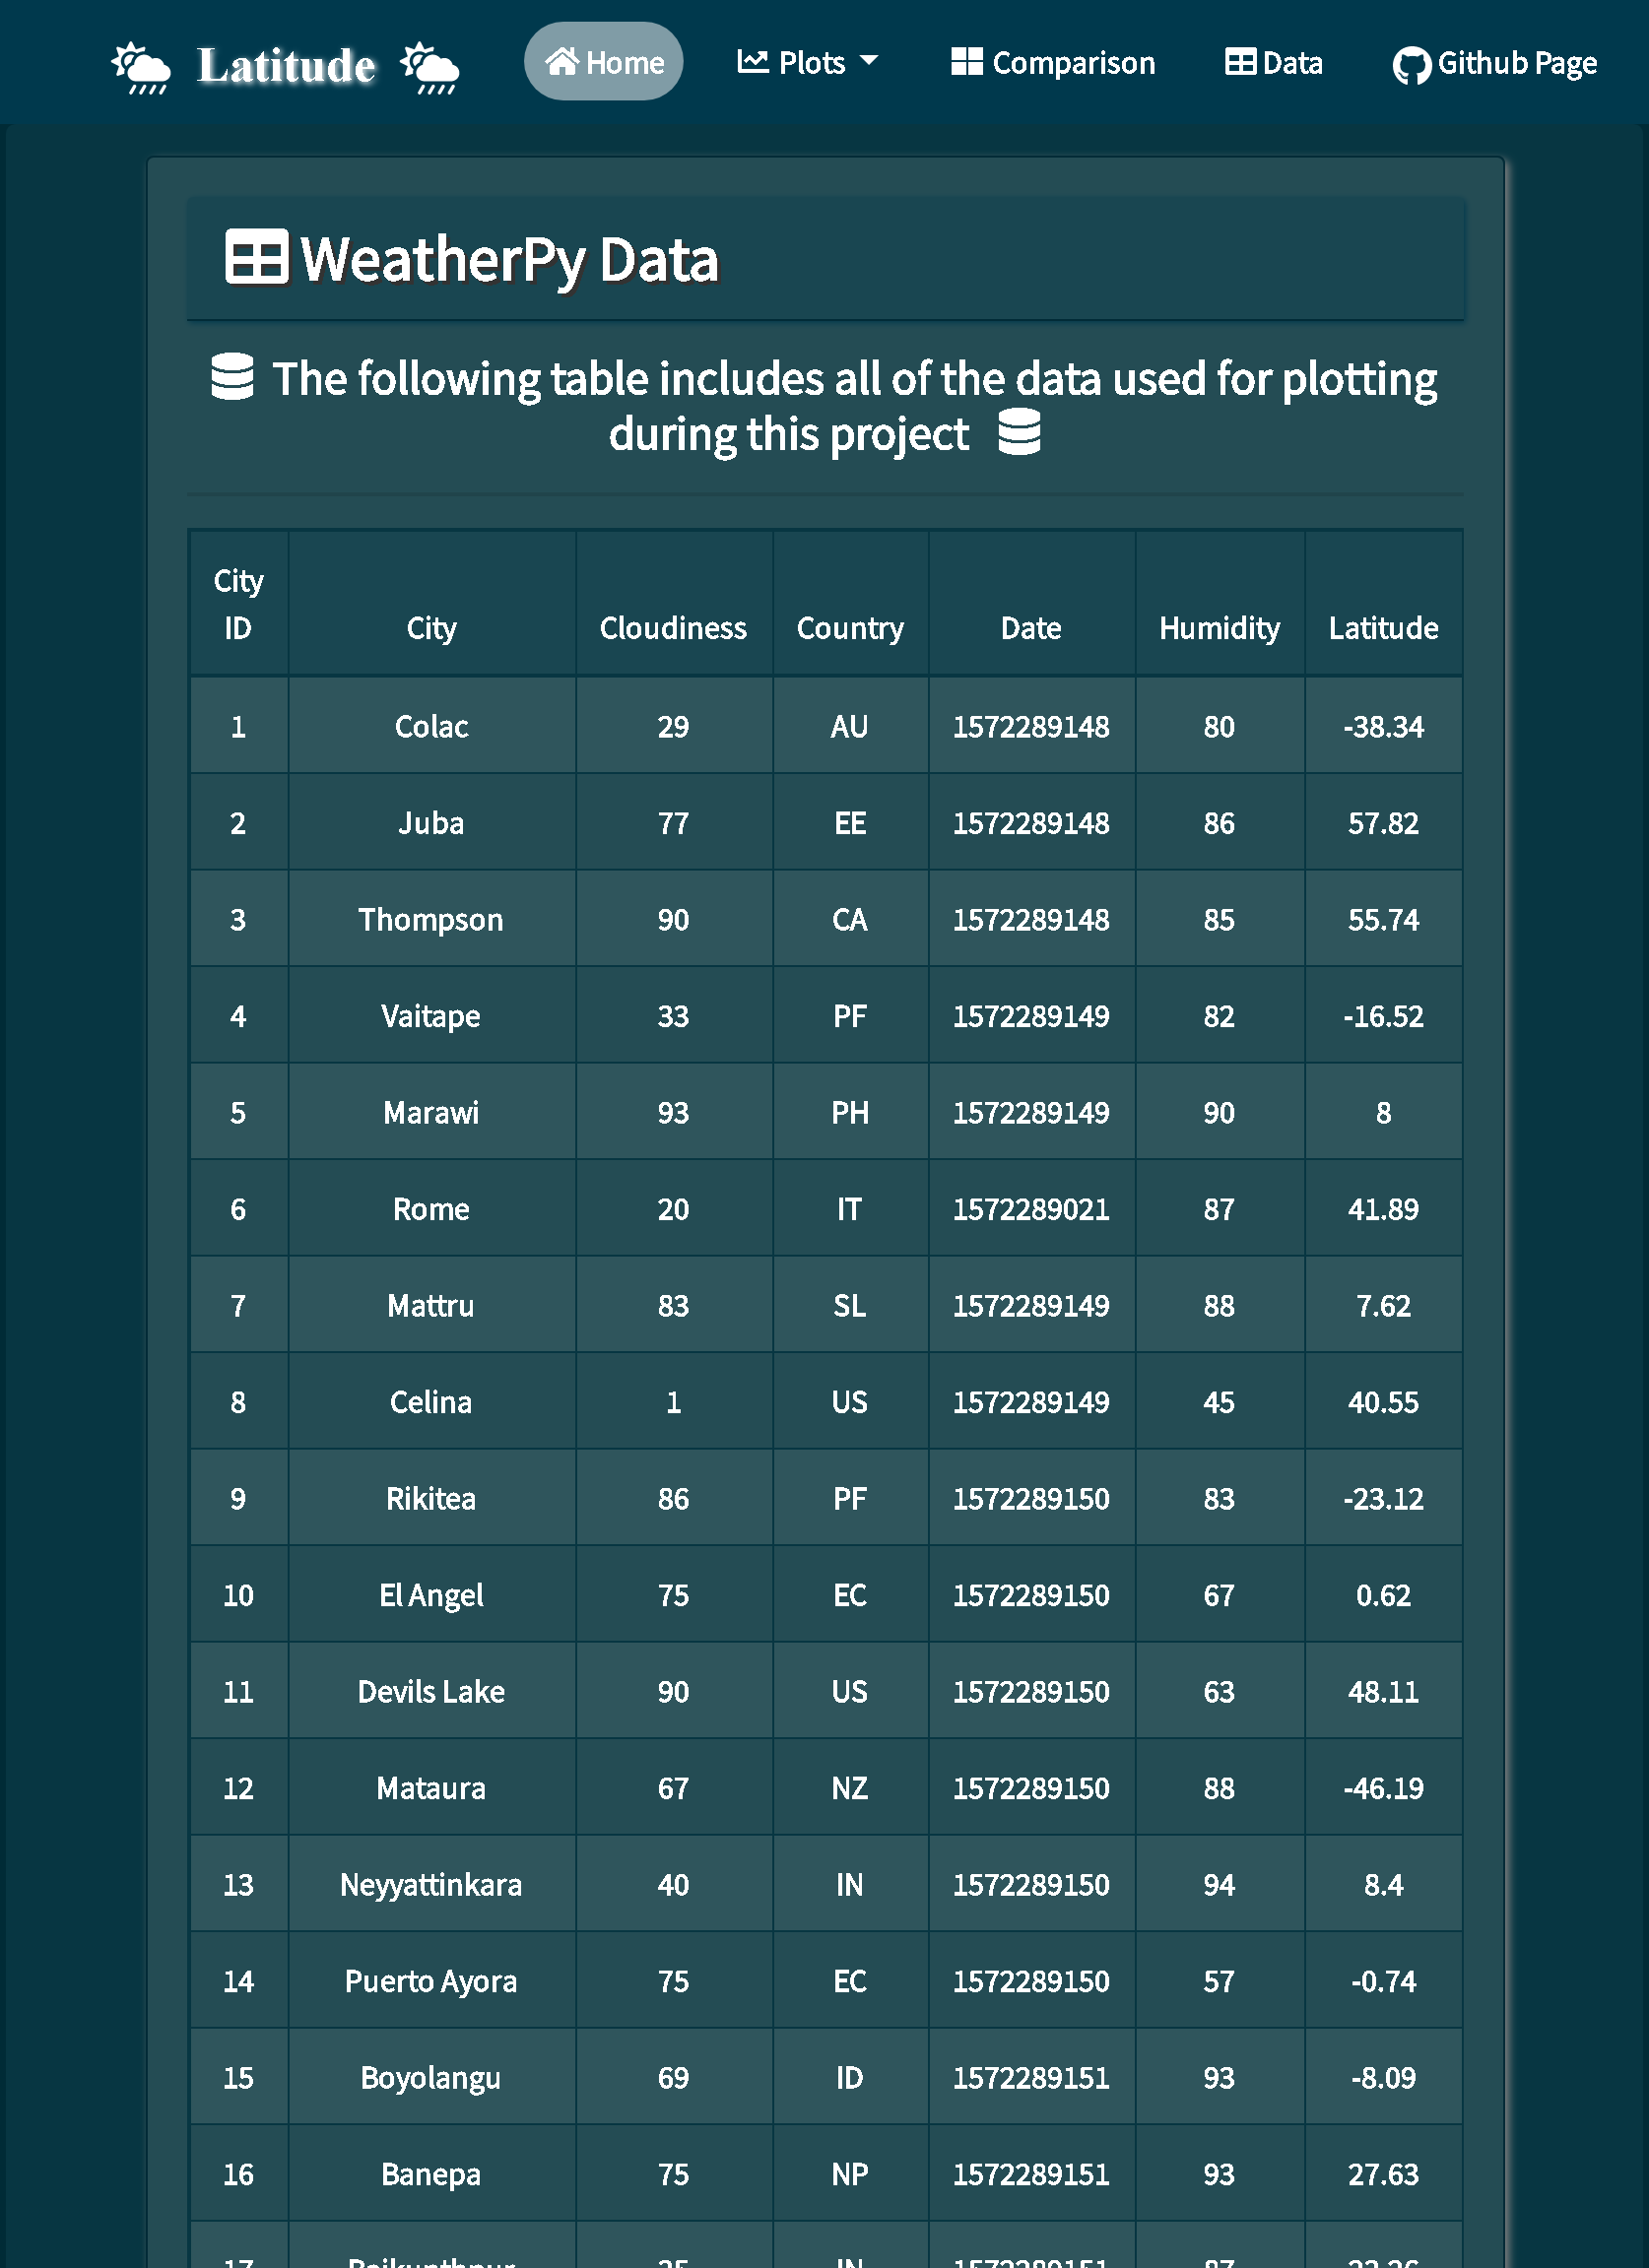 Latitude Home Plots Comparison Data Github Page
WeatherPy Data
The following table includes all of the data used for plotting
during this project
City ID City Cloudiness Country Date Humidity Latitude
1 Colac 29 AU 1572289148 80 -38.34
2 Juba 77 EE 1572289148 86 57.82
3 Thompson 90 CA 1572289148 85 55.74
4 Vaitape 33 PF 1572289149 82 -16.52
5 Marawi 93 PH 1572289149 90 8
6 Rome 20 IT 1572289021 87 41.89
7 Mattru 83 SL 1572289149 88 7.62
8 Celina 1 US 1572289149 45 40.55
9 Rikitea 86 PF 1572289150 83 -23.12
10 El Angel 75 EC 1572289150 67 0.62
11 Devils Lake 90 US 1572289150 63 48.11
12 Mataura 67 NZ 1572289150 88 -46.19
13 Neyyattinkara 40 IN 1572289150 94 8.4
14 Puerto Ayora 75 EC 1572289150 57 -0.74
15 Boyolangu 69 ID 1572289151 93 -8.09
16 Banepa 75 NP 1572289151 93 27.63